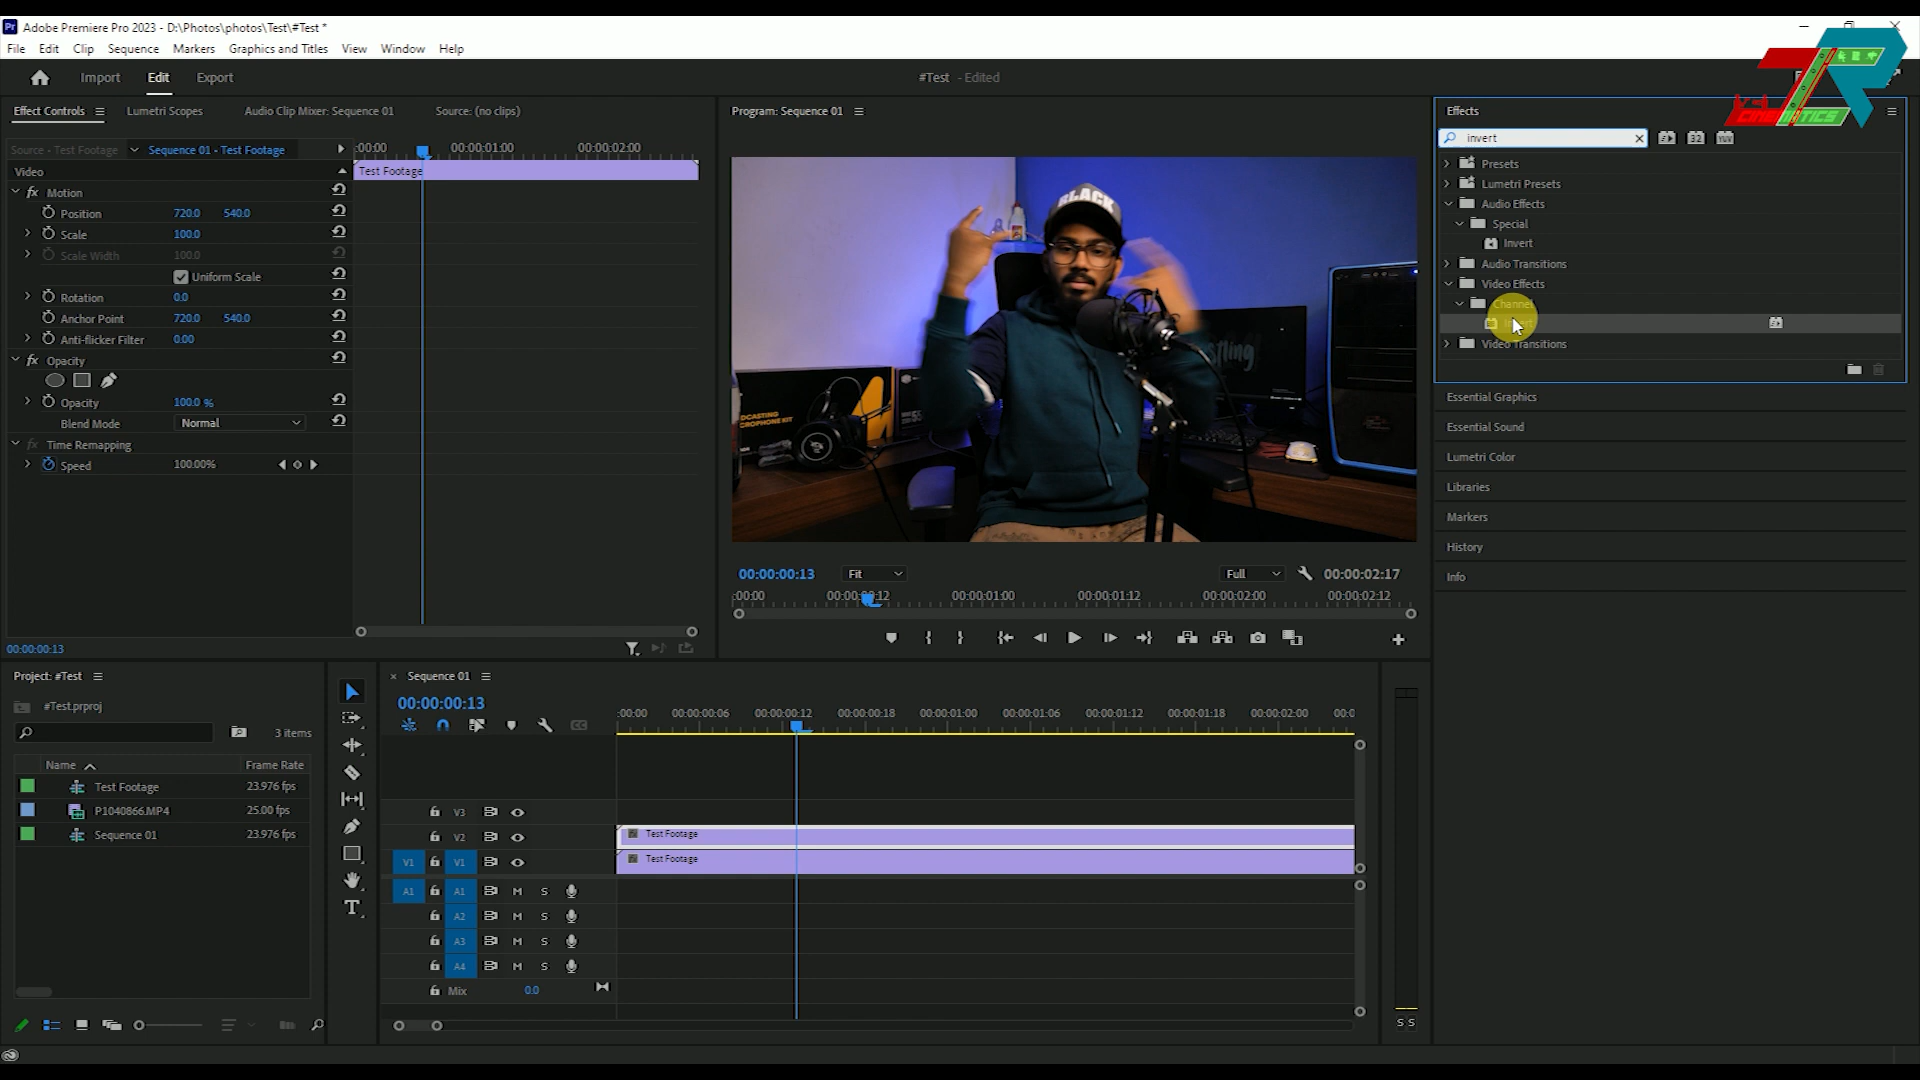 Adobe Premiere Pro 2023 - D:\Photos\photos\Test\#Test *
File Edit Clip Sequence Markers Graphics and Titles View Window Help
Import Edit Export
#Test - Edited
Effect Controls Lumetri Scopes Audio Clip Mixer: Sequence 01 Source: (no clips)
Source - Test Footage Sequence 01 - Test Footage
:00:00 00:00:01:00 00:00:02:00
Video
Test Footage
fx Motion
Position 720.0 540.0
Scale 100.0
Scale Width 100.0
Uniform Scale
Rotation 0.0
Anchor Point 720.0 540.0
Anti-flicker Filter 0.00
fx Opacity
Opacity 100.0 %
Blend Mode Normal
fx Time Remapping
Speed 100.00%
00:00:00:13
Program: Sequence 01
BLACK
00:00:00:13 Fit Full 00:00:02:17
:00:00 00:00:00:12 00:00:01:00 00:00:01:12 00:00:02:00 00:00:02:12
Effects
invert
Presets
Lumetri Presets
Audio Effects
Special
Invert
Audio Transitions
Video Effects
Channel
Invert
Video Transitions
Essential Graphics
Essential Sound
Lumetri Color
Libraries
Markers
History
Info
Project: #Test
#Test.prproj
3 items
Name Frame Rate
Test Footage 23.976 fps
P1040866.MP4 25.00 fps
Sequence 01 23.976 fps
Sequence 01
00:00:00:13
:00:00 00:00:00:06 00:00:00:12 00:00:00:18 00:00:01:00 00:00:01:06 00:00:01:12 00:00:01:18 00:00:02:00
V3
V2 Test Footage
V1 V1 Test Footage
A1 A1 M S
A2 M S
A3 M S
A4 M S
Mix 0.0
S S